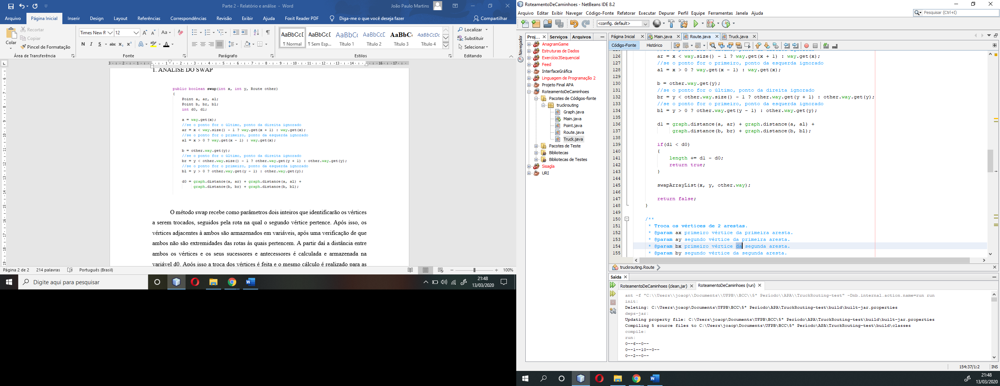 Parte 2 - Relatório e análise - Word
João Paulo Martins
Arquivo Página Inicial Inserir Design Layout Referências Correspondências Revisão Exibir Ajuda Foxit Reader PDF Diga-me o que você deseja fazer Compartilhar
Colar
Recortar
Copiar
Pincel de Formatação
Área de Transferência
Times New R 12
N I S abc x₂ x²
Fonte
Parágrafo
AaBbCcD AaBbCcD AaBbCc AaBbCcD AaBbC AaBbCcDc
¶ Normal ¶ Sem Esp... Título 1 Título 2 Título 3 Título 4
Estilos
Localizar
Substituir
Selecionar
Editando
1. ANÁLISE DO SWAP
public boolean swap(int x, int y, Route other)
{
Point a, ar, al;
Point b, br, bl;
int d0, d1;
a = way.get(x);
//se o ponto for o último, ponto da direita ignorado
ar = x < way.size() - 1 ? way.get(x + 1) : way.get(x);
//se o ponto for o primeiro, ponto da esquerda ignorado
al = x > 0 ? way.get(x - 1) : way.get(x);
b = other.way.get(y);
//se o ponto for o último, ponto da direita ignorado
br = y < other.way.size() - 1 ? other.way.get(y + 1) : other.way.get(y);
//se o ponto for o primeiro, ponto da esquerda ignorado
bl = y > 0 ? other.way.get(y - 1) : other.way.get(y);
d0 = graph.distance(a, ar) + graph.distance(a, al) +
graph.distance(b, br) + graph.distance(b, bl);
O método swap recebe como parâmetros dois inteiros que identificarão os vértices
a serem trocados, seguidos pela rota na qual o segundo vértice pertence. Após isso, os
vértices adjacentes à ambos são armazenados em variáveis, após uma verificação de que
ambos não são extremidades das rotas às quais pertencem. A partir daí a distância entre
ambos os vértices e os seus sucessores e antecessores é calculada e armazenada na
variável d0. Após isso a troca dos vértices é feita e o mesmo cálculo é realizado para as
Página 2 de 2 214 palavras Português (Brasil) 100%
Digite aqui para pesquisar
21:48
13/03/2020
RoteamentoDeCaminhoes - NetBeans IDE 8.2
Arquivo Editar Exibir Navegar Código-Fonte Refatorar Executar Depurar Perfil Equipe Ferramentas Janela Ajuda
Pesquisar (Ctrl+I)
<config. default>
Navegador
Proj... Serviços Arquivos
AnagramGame
Estruturas de Dados
Exercício3Sequencial
Feed
InterfaceGráfica
Linguagem de Programação 2
Projeto Final APA
RoteamentoDeCaminhoes
Pacotes de Códigos-fonte
truckrouting
Graph.java
Main.java
Point.java
Route.java
Truck.java
Pacotes de Teste
Bibliotecas
Bibliotecas de Testes
Sisagla
URI
Página Inicial Main.java Route.java Truck.java
Código-Fonte Histórico
126 ar = x < way.size() - 1 ? way.get(x + 1) : way.get(x);
127 //se o ponto for o primeiro, ponto da esquerda ignorado
128 al = x > 0 ? way.get(x - 1) : way.get(x);
129
130 b = other.way.get(y);
131 //se o ponto for o último, ponto da direita ignorado
132 br = y < other.way.size() - 1 ? other.way.get(y + 1) : other.way.get(y);
133 //se o ponto for o primeiro, ponto da esquerda ignorado
134 bl = y > 0 ? other.way.get(y - 1) : other.way.get(y);
135
136 d1 = graph.distance(a, ar) + graph.distance(a, al) +
137 graph.distance(b, br) + graph.distance(b, bl);
138
139 if(d1 < d0)
140 {
141 length += d1 - d0;
142 return true;
143 }
144
145 swapArrayList(x, y, other.way);
146
147 return false;
148 }
149
150 /**
151 * Troca os vértices de 2 arestas.
152 * @param ax primeiro vértice da primeira aresta.
153 * @param ay segundo vértice da primeira aresta.
154 * @param bx primeiro vértice da segunda aresta.
155 * @param by segundo vértice da segunda aresta.
truckrouting.Route
Saída
RoteamentoDeCaminhoes (clean,jar) RoteamentoDeCaminhoes (run)
ant -f "C:\\Users\\joaop\\Documents\\UFPB\\BCC\\5° Período\\APA\\TruckRouting-test" -Dnb.internal.action.name=run run
init:
Deleting: C:\Users\joaop\Documents\UFPB\BCC\5° Período\APA\TruckRouting-test\build\built-jar.properties
deps-jar:
Updating property file: C:\Users\joaop\Documents\UFPB\BCC\5° Período\APA\TruckRouting-test\build\built-jar.properties
Compiling 5 source files to C:\Users\joaop\Documents\UFPB\BCC\5° Período\APA\TruckRouting-test\build\classes
compile:
run:
0--6--0--
0--1--10--0--
0--2--0--
154:37/1:2 INS
21:48
13/03/2020